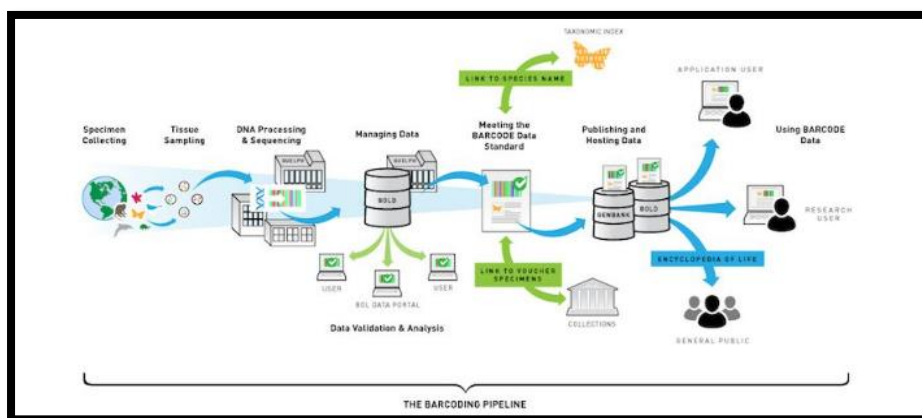 TAXONOMIC INDEX
LINK TO SPECIES NAME
APPLICATION USER
Specimen
Collecting
Tissue
Sampling
DNA Processing
& Sequencing
Managing Data
Meeting the
BARCODE Data
Standard
Publishing and
Hosting Data
Using BARCODE
Data
GUELPH
GUELPH
BOLD
GENBANK
BOLD
RESEARCH
USER
LINK TO VOUCHER
SPECIMENS
ENCYCLOPEDIA OF LIFE
USER
BOL DATA PORTAL
USER
Data Validation & Analysis
COLLECTIONS
GENERAL PUBLIC
THE BARCODING PIPELINE